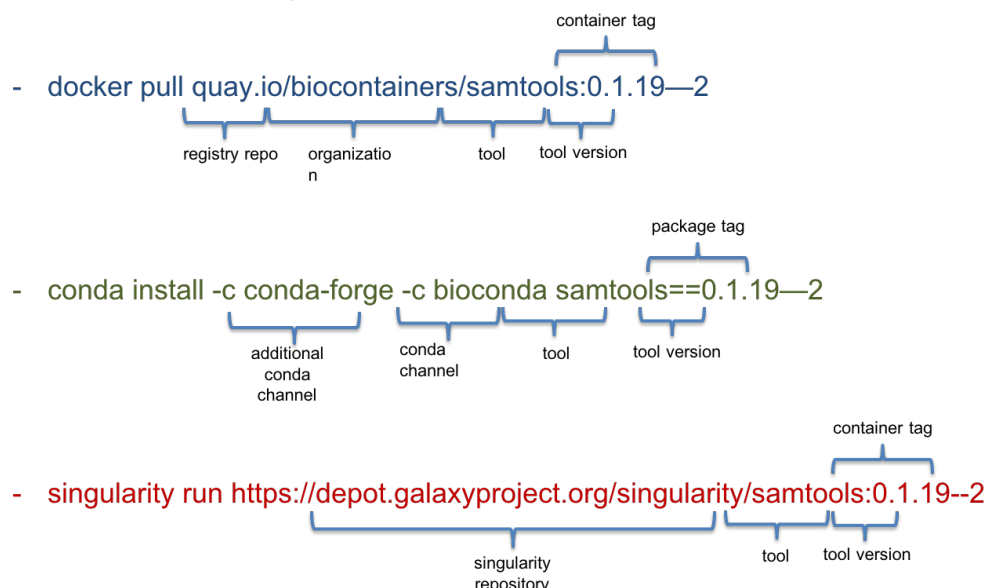 container tag
- docker pull quay.io/biocontainers/samtools:0.1.19—2
registry repo
organizatio
n
tool
tool version
package tag
- conda install -c conda-forge -c bioconda samtools==0.1.19—2
additional
conda
channel
conda
channel
tool
tool version
container tag
- singularity run https://depot.galaxyproject.org/singularity/samtools:0.1.19--2
singularity
repository
tool
tool version